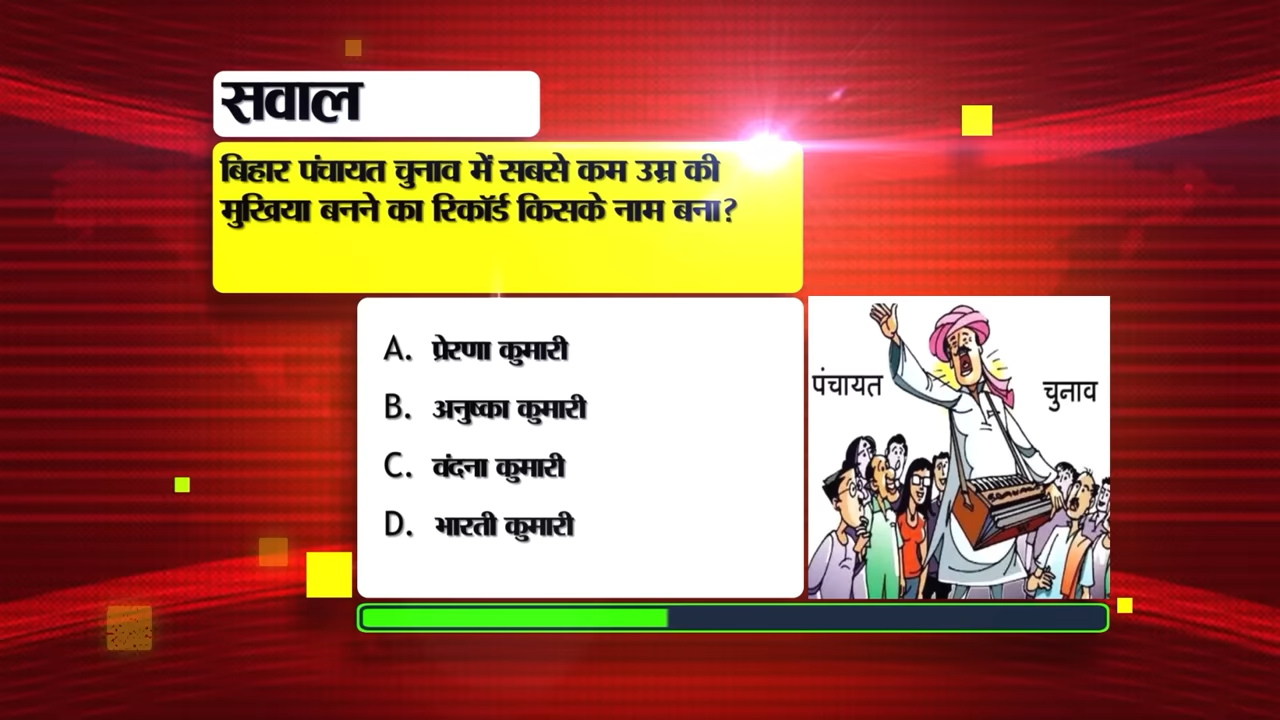 सवाल
बिहार पंचायत चुनाव में सबसे कम उम्र की
मुखिया बनने का रिकॉर्ड किसके नाम बना?
A. प्रेरणा कुमारी
B. अनुष्का कुमारी
C. वंदना कुमारी
D. भारती कुमारी
पंचायत चुनाव